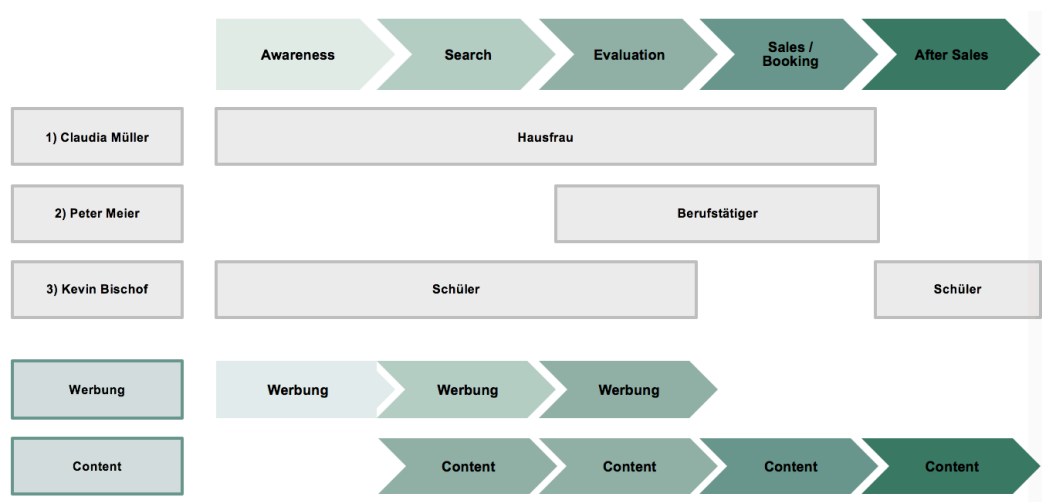 Awareness
Search
Evaluation
Sales /
Booking
After Sales
1) Claudia Müller
Hausfrau
2) Peter Meier
Berufstätiger
3) Kevin Bischof
Schüler
Schüler
Werbung
Werbung
Werbung
Werbung
Content
Content
Content
Content
Content